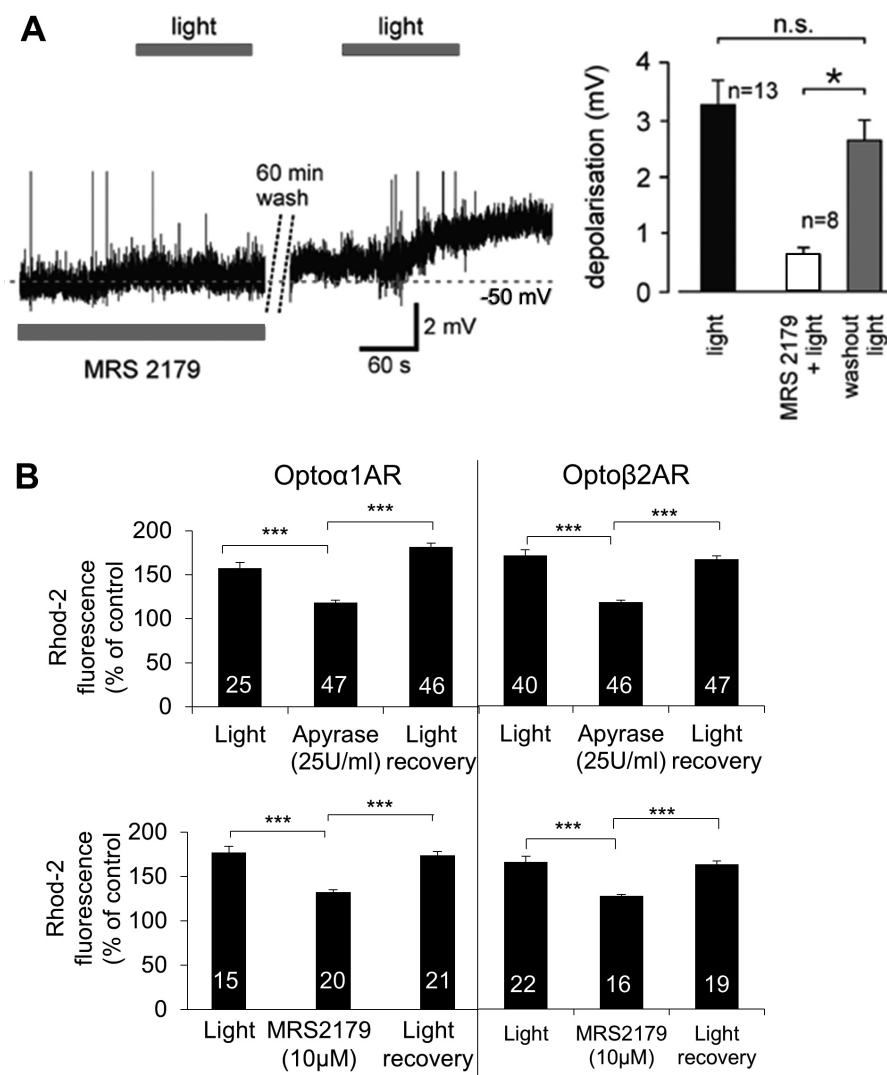 A
light
light
60 min
wash
-50 mV
2 mV
60 s
MRS 2179
depolarisation (mV)
4
3
2
1
0
n.s.
n=13
*
n=8
light
MRS 2179
+ light
washout
light
B
Optoα1AR
Optoβ2AR
Rhod-2
fluorescence
(% of control)
200
150
100
50
0
***
***
***
***
25
47
46
40
46
47
Light
Apyrase
(25U/ml)
Light
recovery
Light
Apyrase
(25U/ml)
Light
recovery
Rhod-2
fluorescence
(% of control)
200
150
100
50
0
***
***
***
***
15
20
21
22
16
19
Light
MRS2179
(10µM)
Light
recovery
Light
MRS2179
(10µM)
Light
recovery